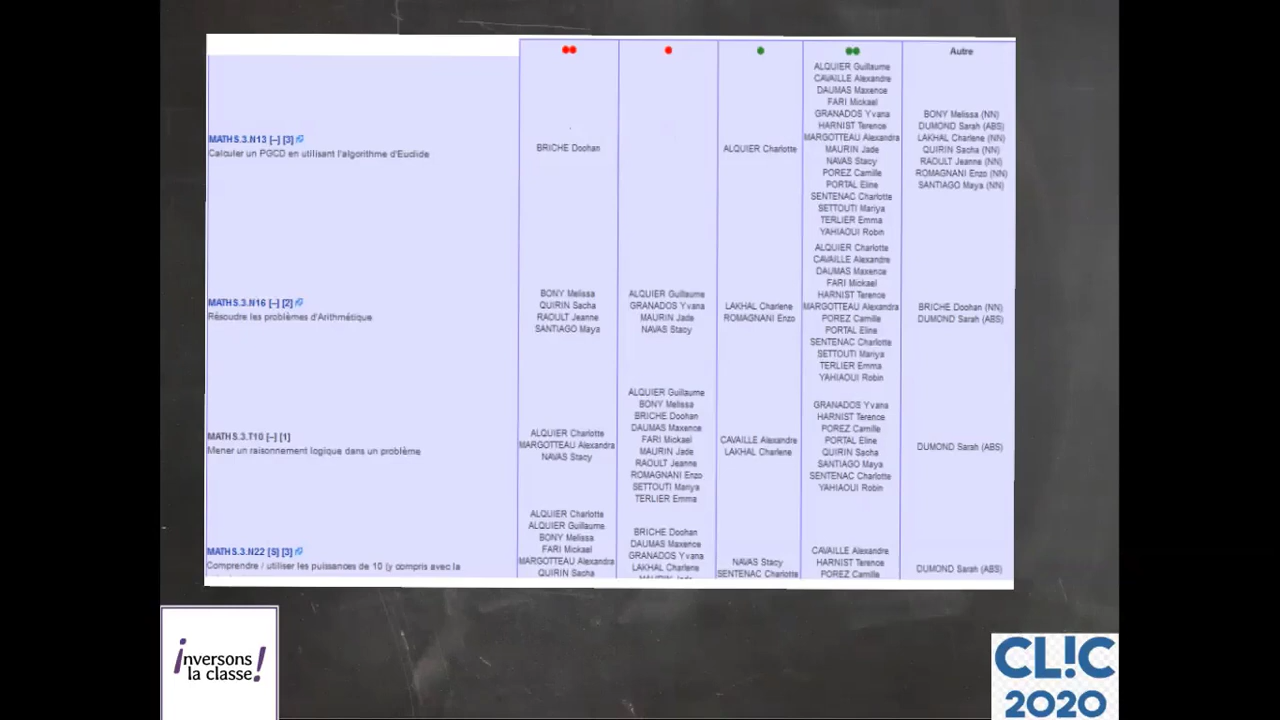 Autre
MATHS.3.N13 [--] [3]
Calculer un PGCD en utilisant l'algorithme d'Euclide
BRICHE Doohan
ALQUIER Charlotte
ALQUIER Guillaume
CAVAILLE Alexandre
DAUMAS Maxence
FARI Mickael
GRANADOS Yvana
HARNIST Terence
MARGOTTEAU Alexandra
MAURIN Jade
NAVAS Stacy
POREZ Camille
PORTAL Eline
SENTENAC Charlotte
SETTOUTI Mariya
TERLIER Emma
YAHIAOUI Robin
BONY Melissa (NN)
DUMOND Sarah (ABS)
LAKHAL Charlene (NN)
QUIRIN Sacha (NN)
RAOULT Jeanne (NN)
ROMAGNANI Enzo (NN)
SANTIAGO Maya (NN)
MATHS.3.N16 [--] [2]
Résoudre les problèmes d'Arithmétique
BONY Melissa
QUIRIN Sacha
RAOULT Jeanne
SANTIAGO Maya
ALQUIER Guillaume
GRANADOS Yvana
MAURIN Jade
NAVAS Stacy
LAKHAL Charlene
ROMAGNANI Enzo
ALQUIER Charlotte
CAVAILLE Alexandre
DAUMAS Maxence
FARI Mickael
HARNIST Terence
MARGOTTEAU Alexandra
POREZ Camille
PORTAL Eline
SENTENAC Charlotte
SETTOUTI Mariya
TERLIER Emma
YAHIAOUI Robin
BRICHE Doohan (NN)
DUMOND Sarah (ABS)
MATHS.3.T10 [--] [1]
Mener un raisonnement logique dans un problème
ALQUIER Charlotte
MARGOTTEAU Alexandra
NAVAS Stacy
ALQUIER Guillaume
BONY Melissa
BRICHE Doohan
DAUMAS Maxence
FARI Mickael
MAURIN Jade
RAOULT Jeanne
ROMAGNANI Enzo
SETTOUTI Mariya
TERLIER Emma
CAVAILLE Alexandre
LAKHAL Charlene
GRANADOS Yvana
HARNIST Terence
POREZ Camille
PORTAL Eline
QUIRIN Sacha
SANTIAGO Maya
SENTENAC Charlotte
YAHIAOUI Robin
DUMOND Sarah (ABS)
MATHS.3.N22 [S] [3]
Comprendre / utiliser les puissances de 10 (y compris avec la
ALQUIER Charlotte
ALQUIER Guillaume
BONY Melissa
FARI Mickael
MARGOTTEAU Alexandra
QUIRIN Sacha
BRICHE Doohan
DAUMAS Maxence
GRANADOS Yvana
LAKHAL Charlene
NAVAS Stacy
SENTENAC Charlotte
CAVAILLE Alexandre
HARNIST Terence
POREZ Camille
DUMOND Sarah (ABS)
¡nversons
la classe!
CL!C
2020